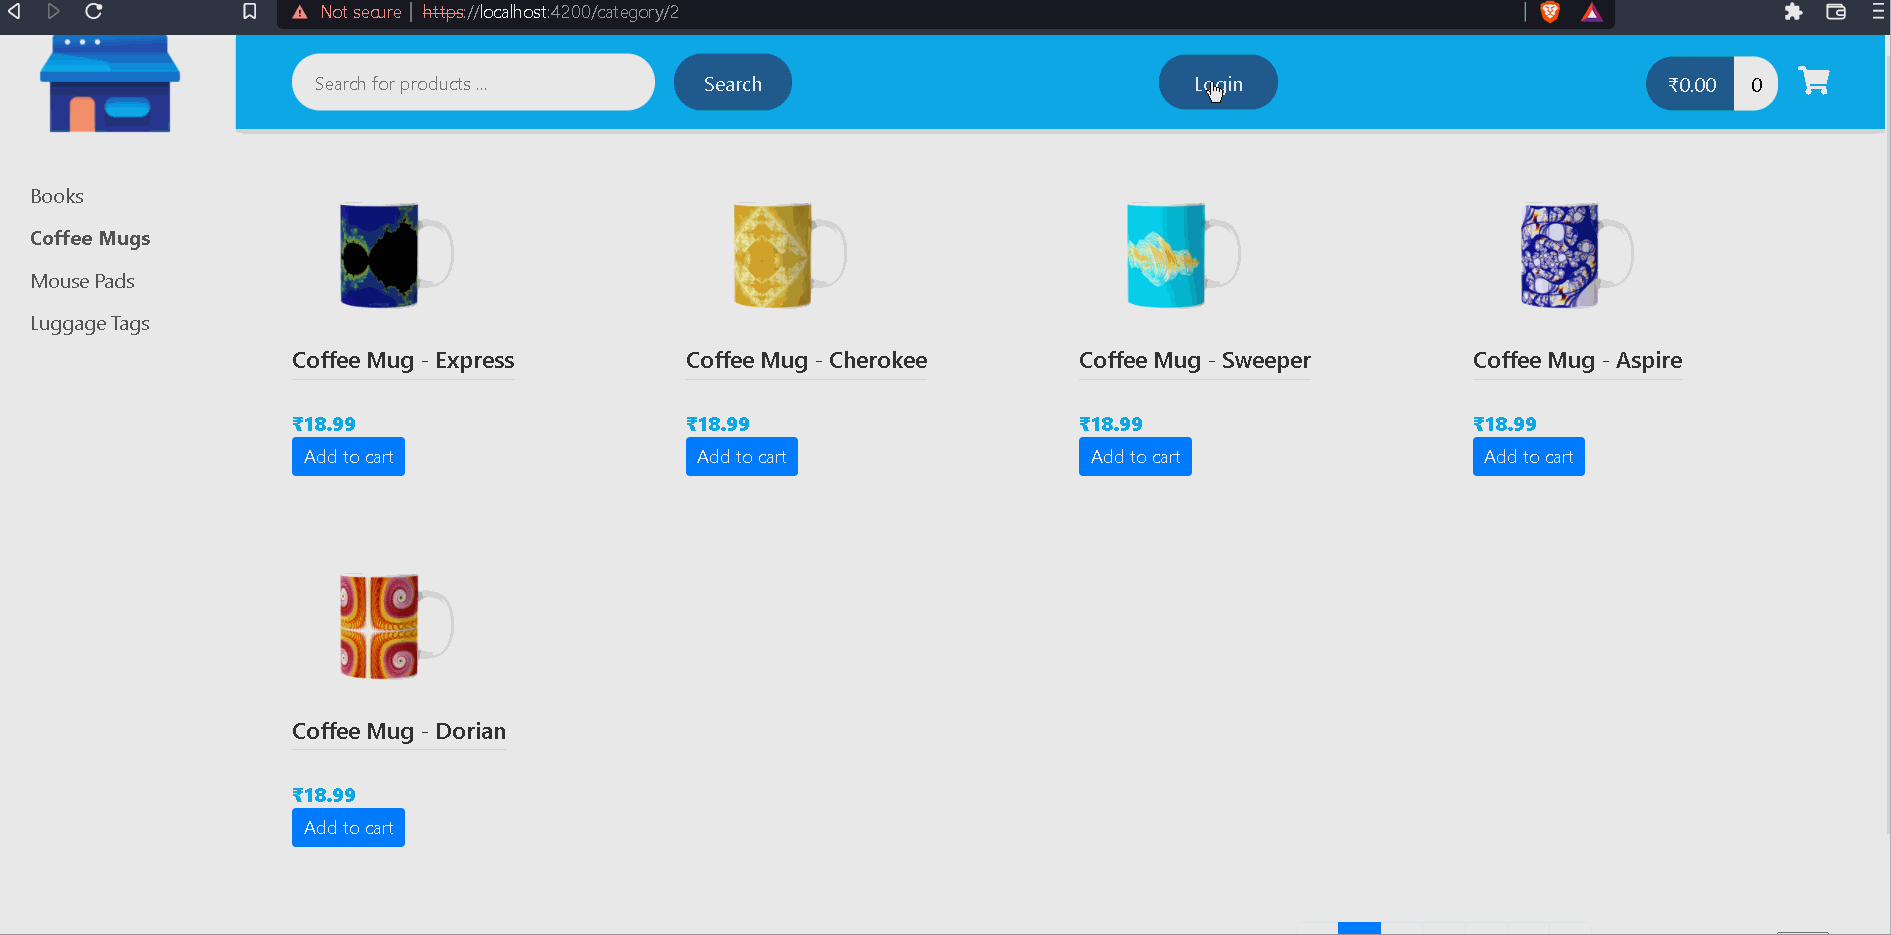 Not secure
https://localhost:4200/category/2
Search for products ...
Search
Login
₹0.00
0
Books
Coffee Mugs
Mouse Pads
Luggage Tags
Coffee Mug - Express
₹18.99
Add to cart
Coffee Mug - Cherokee
₹18.99
Add to cart
Coffee Mug - Sweeper
₹18.99
Add to cart
Coffee Mug - Aspire
₹18.99
Add to cart
Coffee Mug - Dorian
₹18.99
Add to cart